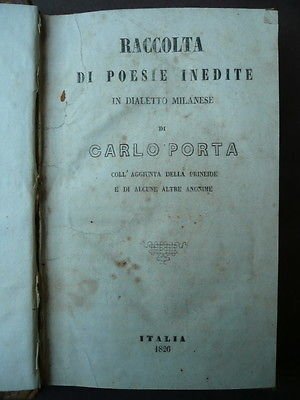 RACCOLTA
DI POESIE INEDITE
IN DIALETTO MILANESE
DI
CARLO PORTA
COLL'AGGIUNTA DELLA PRINEIDE
E DI ALCUNE ALTRE ANONIME
ITALIA
1826